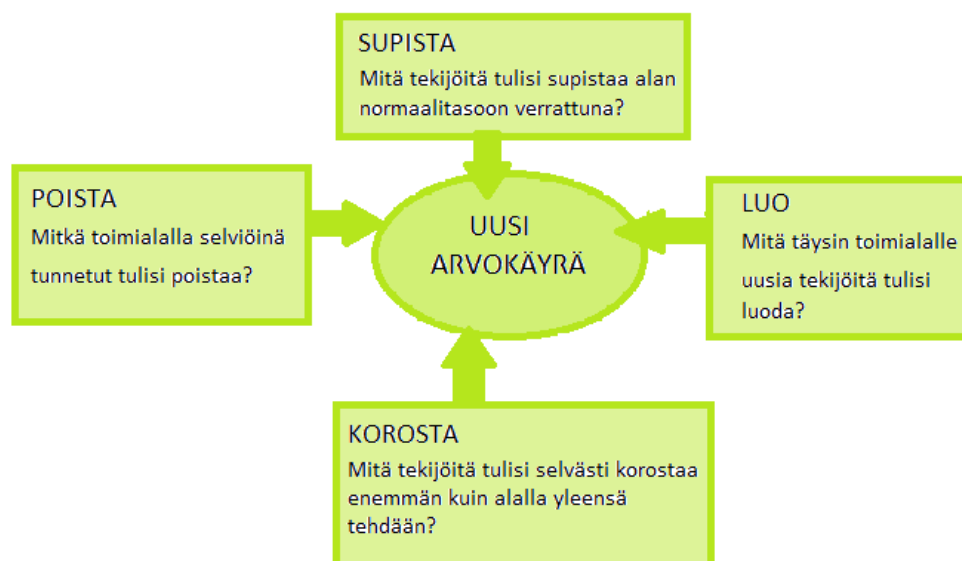 SUPISTA
Mitä tekijöitä tulisi supistaa alan
normaalitasoon verrattuna?
POISTA
Mitkä toimialalla selviöinä
tunnetut tulisi poistaa?
UUSI
ARVOKÄYRÄ
LUO
Mitä täysin toimialalle
uusia tekijöitä tulisi
luoda?
KOROSTA
Mitä tekijöitä tulisi selvästi korostaa
enemmän kuin alalla yleensä
tehdään?